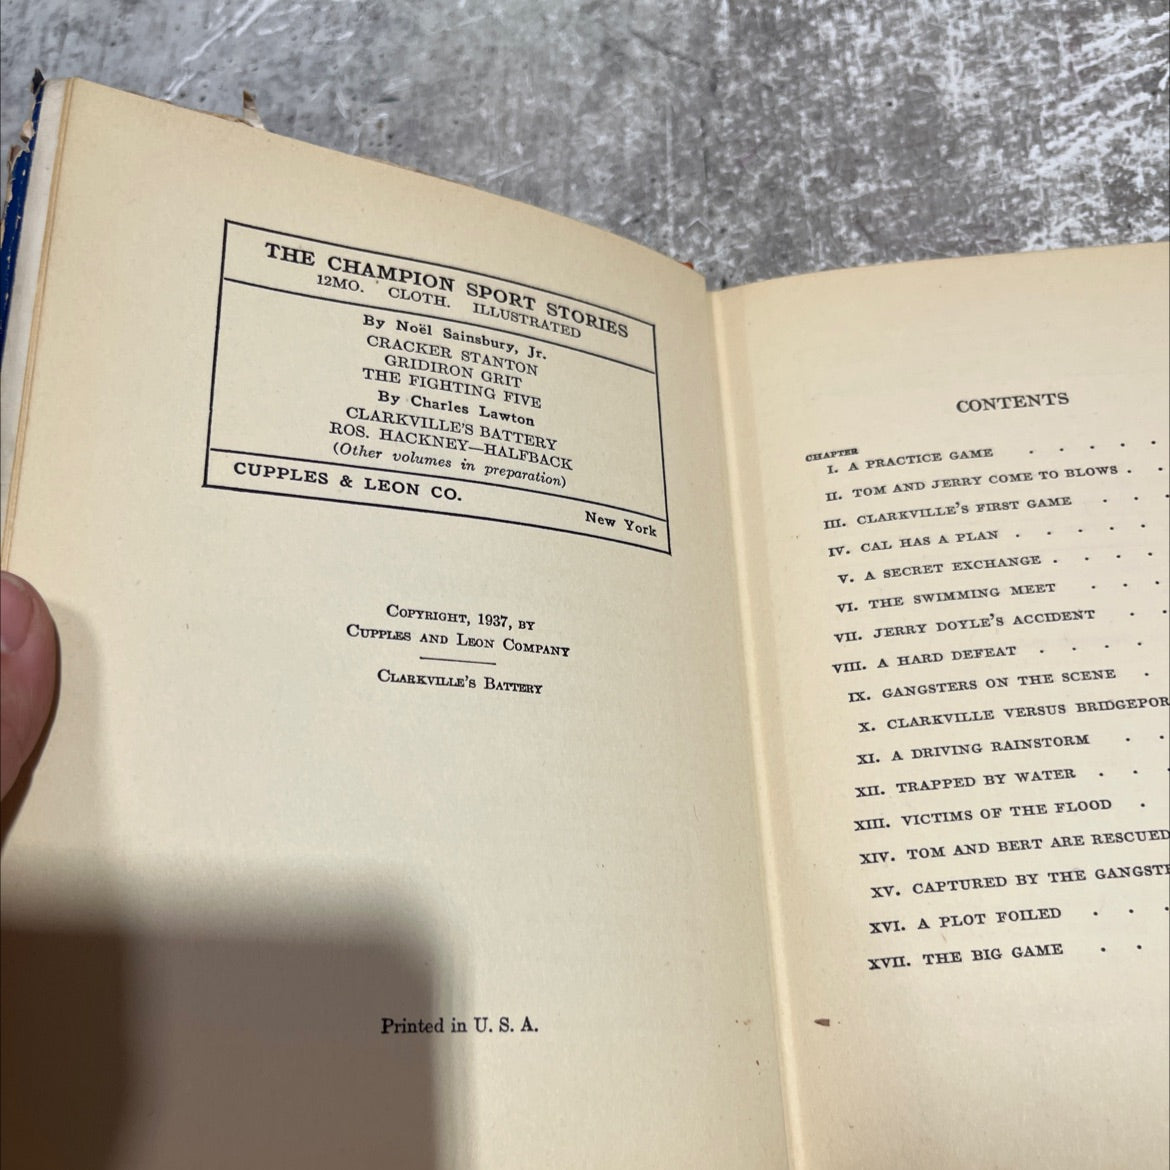 THE CHAMPION SPORT STORIES
12MO. CLOTH. ILLUSTRATED
By Noël Sainsbury, Jr.
CRACKER STANTON
GRIDIRON GRIT
THE FIGHTING FIVE
By Charles Lawton
CLARKVILLE'S BATTERY
ROS. HACKNEY—HALFBACK
(Other volumes in preparation)
CUPPLES & LEON CO. New York
COPYRIGHT, 1937, BY
CUPPLES AND LEON COMPANY
CLARKVILLE'S BATTERY
Printed in U. S. A.
CONTENTS
CHAPTER
I. A PRACTICE GAME . . . .
II. TOM AND JERRY COME TO BLOWS . .
III. CLARKVILLE'S FIRST GAME . . .
IV. CAL HAS A PLAN . . . . .
V. A SECRET EXCHANGE . . . .
VI. THE SWIMMING MEET . . .
VII. JERRY DOYLE'S ACCIDENT . .
VIII. A HARD DEFEAT . . . .
IX. GANGSTERS ON THE SCENE .
X. CLARKVILLE VERSUS BRIDGEPOR
XI. A DRIVING RAINSTORM . .
XII. TRAPPED BY WATER . . .
XIII. VICTIMS OF THE FLOOD .
XIV. TOM AND BERT ARE RESCUED
XV. CAPTURED BY THE GANGSTE
XVI. A PLOT FOILED . . .
XVII. THE BIG GAME . .